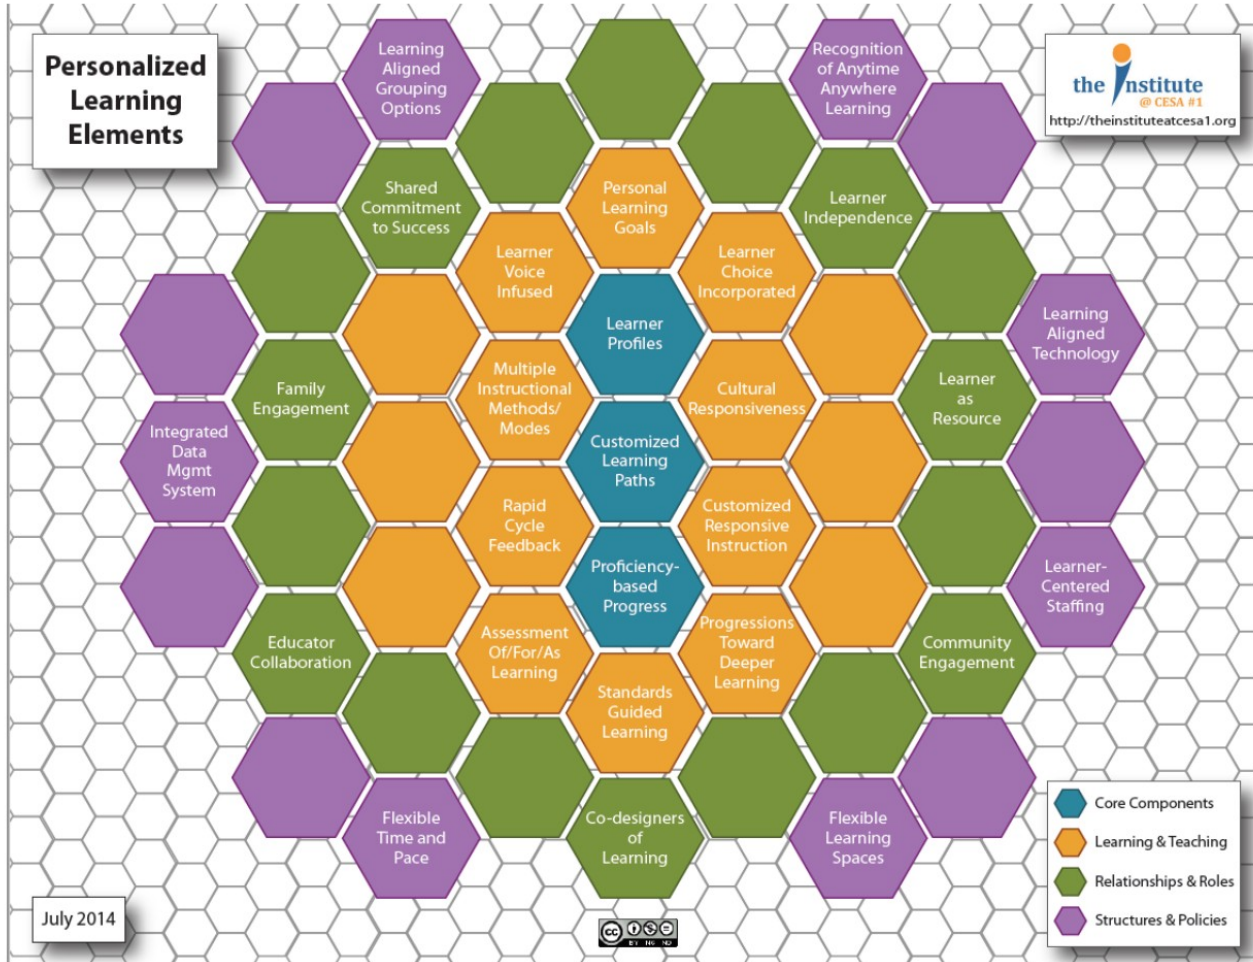 Personalized
Learning
Elements
Learning
Aligned
Grouping
Options
Recognition
of Anytime
Anywhere
Learning
the institute
@ CESA #1
http://theinstituteatcesa1.org
Shared
Commitment
to Success
Personal
Learning
Goals
Learner
Independence
Learner
Voice
Infused
Learner
Choice
Incorporated
Learner
Profiles
Learning
Aligned
Technology
Family
Engagement
Multiple
Instructional
Methods/
Modes
Cultural
Responsiveness
Learner
as
Resource
Integrated
Data
Mgmt
System
Customized
Learning
Paths
Rapid
Cycle
Feedback
Customized
Responsive
Instruction
Proficiency-
based
Progress
Learner-
Centered
Staffing
Educator
Collaboration
Assessment
Of/For/As
Learning
Progressions
Toward
Deeper
Learning
Community
Engagement
Standards
Guided
Learning
Flexible
Time and
Pace
Co-designers
of
Learning
Flexible
Learning
Spaces
Core Components
Learning & Teaching
Relationships & Roles
Structures & Policies
July 2014
cc
BY NC ND